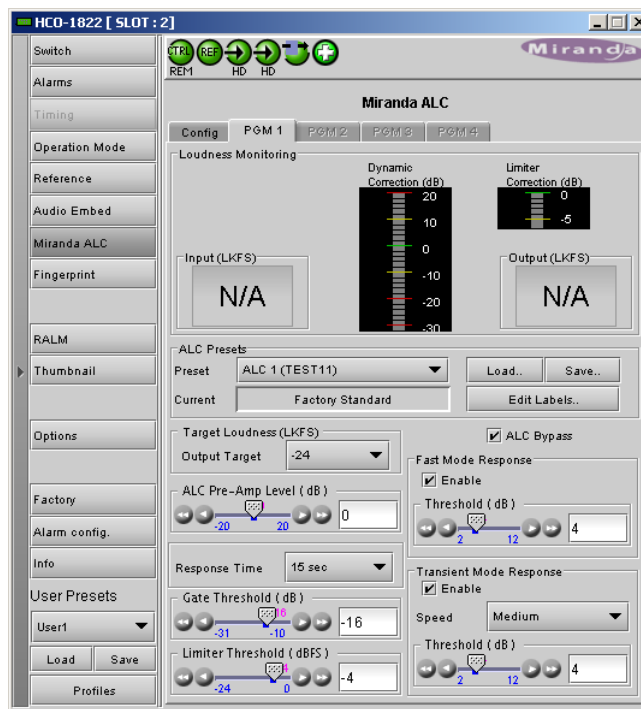 HCO-1822 [ SLOT : 2]
Switch
Alarms
Timing
Operation Mode
Reference
Audio Embed
Miranda ALC
Fingerprint
RALM
Thumbnail
Options
Factory
Alarm config.
Info
User Presets
User1
Load Save
Profiles
CTRL REF
REM HD HD
Miranda
Miranda ALC
Config PGM 1 PGM 2 PGM 3 PGM 4
Loudness Monitoring
Dynamic
Correction (dB)
20
10
0
-10
-20
-30
Limiter
Correction (dB)
0
-5
Input (LKFS)
N/A
Output (LKFS)
N/A
ALC Presets
Preset ALC 1 (TEST11) Load.. Save..
Current Factory Standard Edit Labels..
Target Loudness (LKFS)
Output Target -24
ALC Pre-Amp Level ( dB )
-20 20 0
Response Time 15 sec
Gate Threshold ( dB )
-31 -10 -16
Limiter Threshold ( dBFS)
-24 0 -4
ALC Bypass
Fast Mode Response
Enable
Threshold ( dB )
2 12 4
Transient Mode Response
Enable
Speed Medium
Threshold ( dB )
2 12 4